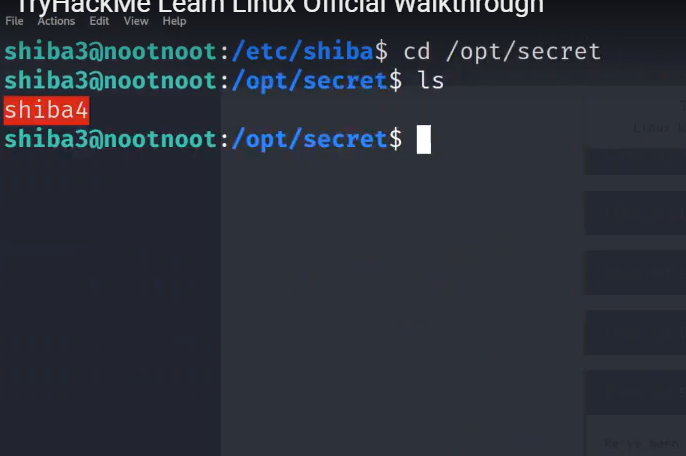 TryHackMe Learn Linux Official Walkthrough
File Actions Edit View Help
shiba3@nootnoot:/etc/shiba$ cd /opt/secret
shiba3@nootnoot:/opt/secret$ ls
shiba4
shiba3@nootnoot:/opt/secret$